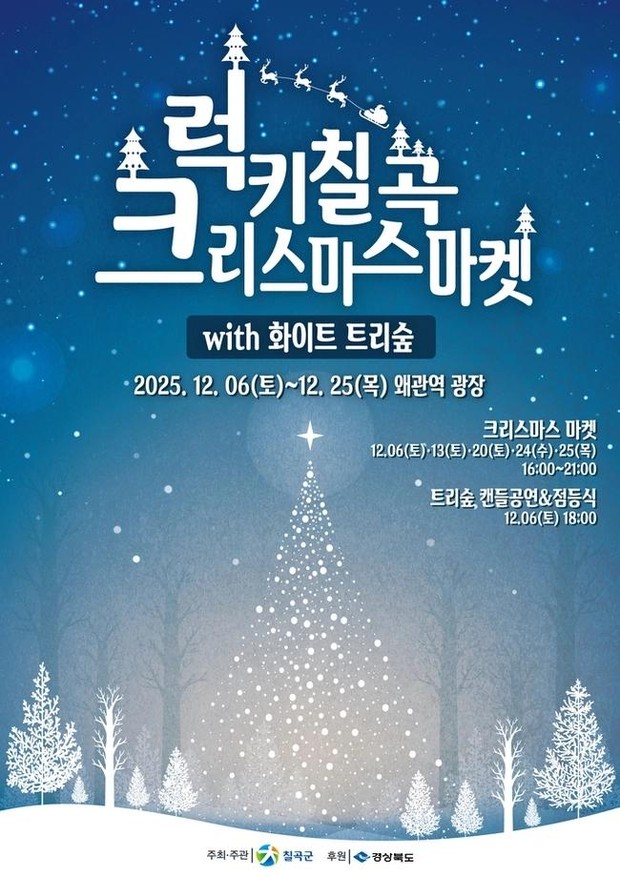 럭키칠곡
크리스마스마켓
with 화이트 트리숲
2025. 12. 06(토)~12. 25(목) 왜관역 광장
크리스마스 마켓
12.06(토)·13(토)·20(토)·24(수)·25(목)
16:00~21:00
트리숲, 캔들공연&점등식
12.06(토) 18:00
주최·주관 칠곡군 후원 경상북도